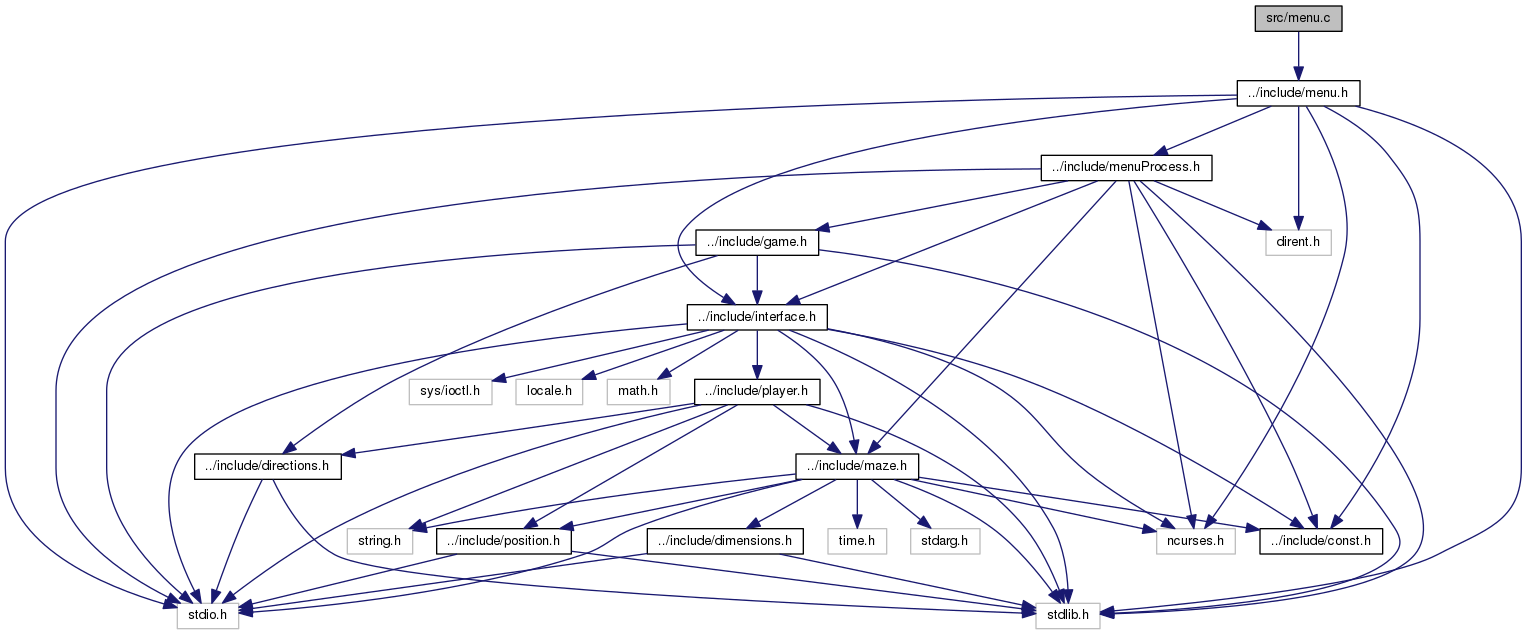 src/menu.c
../include/menu.h
../include/menuProcess.h
../include/game.h
dirent.h
../include/interface.h
sys/ioctl.h
locale.h
math.h
../include/player.h
../include/directions.h
../include/maze.h
string.h
../include/position.h
../include/dimensions.h
time.h
stdarg.h
ncurses.h
../include/const.h
stdio.h
stdlib.h